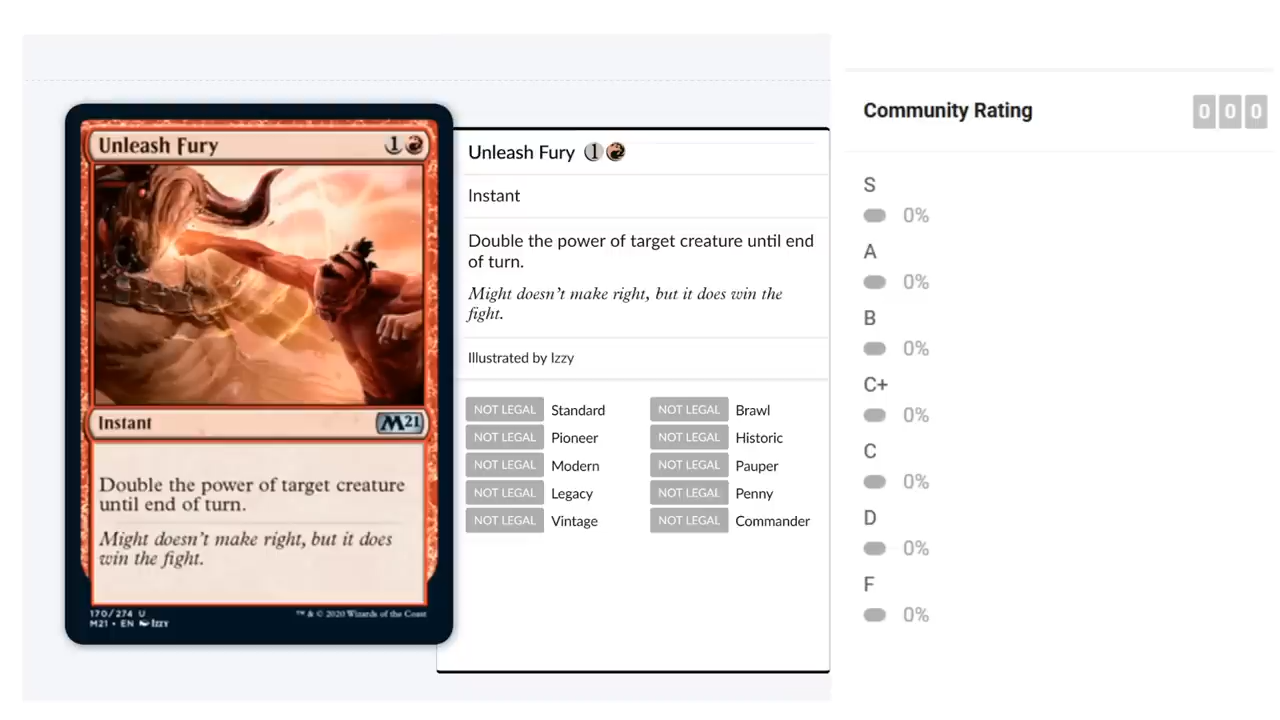 Unleash Fury 1
Instant
M21
Double the power of target creature
until end of turn.
Might doesn't make right, but it does
win the fight.
170/274 U
M21 • EN Izzy
™ & © 2020 Wizards of the Coast
Unleash Fury 1
Instant
Double the power of target creature until end
of turn.
Might doesn't make right, but it does win the
fight.
Illustrated by Izzy
NOT LEGAL Standard NOT LEGAL Brawl
NOT LEGAL Pioneer NOT LEGAL Historic
NOT LEGAL Modern NOT LEGAL Pauper
NOT LEGAL Legacy NOT LEGAL Penny
NOT LEGAL Vintage NOT LEGAL Commander
Community Rating 0 0 0
S
0%
A
0%
B
0%
C+
0%
C
0%
D
0%
F
0%